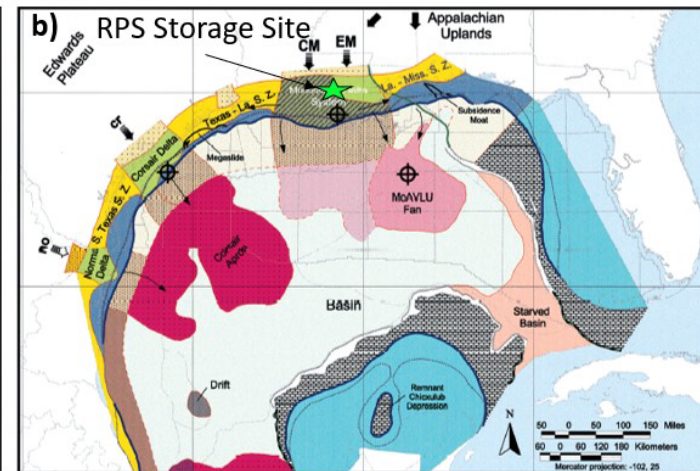 b) RPS Storage Site
Appalachian
Uplands
Edwards
Plateau
CM EM
La. - Miss. S. Z.
Texas - La. S. Z.
Subsidence
Moat
cr
Corsair Delta
Megaslide
McAVLU
Fan
S. Texas S. Z.
no
Norma
Delta
Corsair
Apron
Basin
Starved
Basin
Drift
Remnant
Chicxulub
Depression
N
50 0 50 100 150 Miles
60 0 60 120 180 Kilometers
Mercator projection: -102, 25